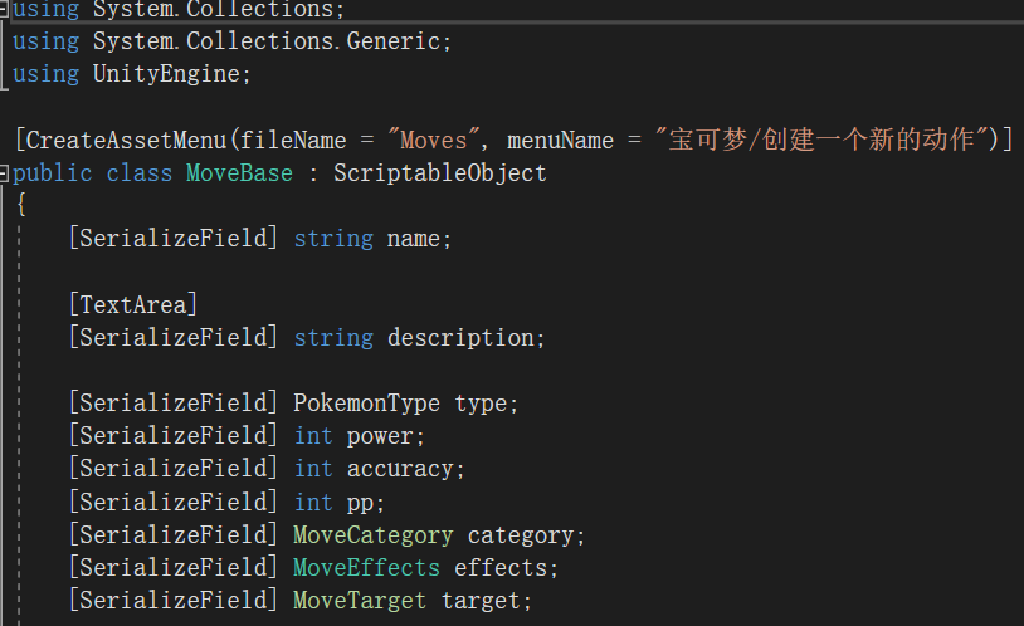 using System.Collections;
using System.Collections.Generic;
using UnityEngine;
[CreateAssetMenu(fileName = "Moves", menuName = "宝可梦/创建一个新的动作")]
public class MoveBase : ScriptableObject
{
[SerializeField] string name;
[TextArea]
[SerializeField] string description;
[SerializeField] PokemonType type;
[SerializeField] int power;
[SerializeField] int accuracy;
[SerializeField] int pp;
[SerializeField] MoveCategory category;
[SerializeField] MoveEffects effects;
[SerializeField] MoveTarget target;